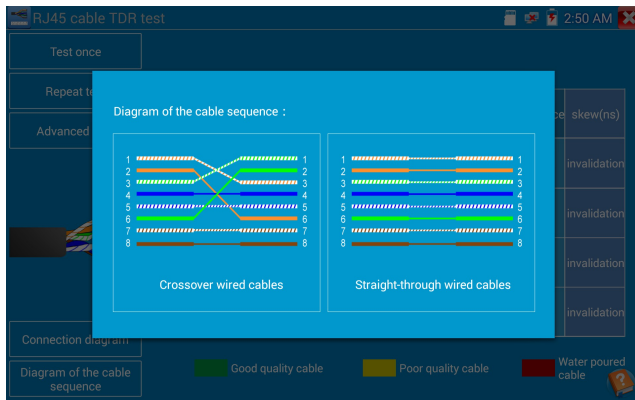 RJ45 cable TDR test
2:50 AM
Test once
Repeat te
Advanced
ce skew(ns)
invalidation
invalidation
invalidation
invalidation
Diagram of the cable sequence :
1 1
2 2
3 3
4 4
5 5
6 6
7 7
8 8
Crossover wired cables
1 1
2 2
3 3
4 4
5 5
6 6
7 7
8 8
Straight-through wired cables
Connection diagram
Diagram of the cable
sequence
Good quality cable
Poor quality cable
Water poured
cable
?